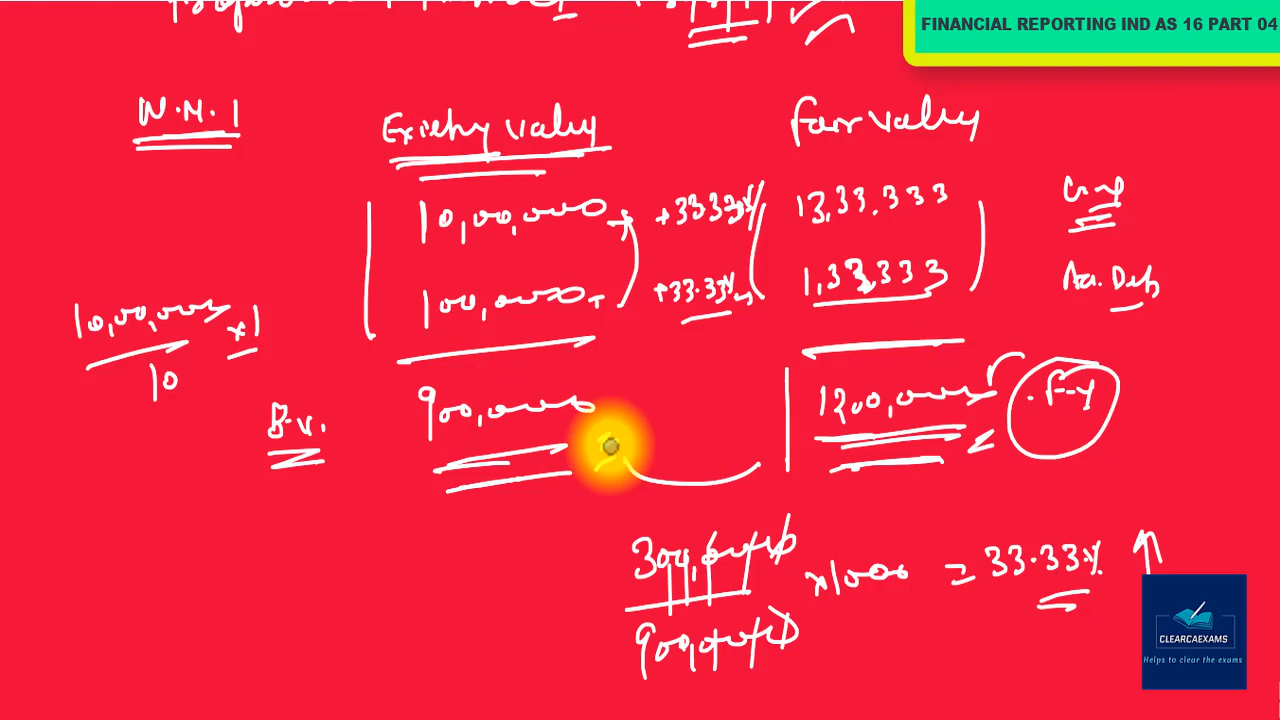 FINANCIAL REPORTING IND AS 16 PART 04
W.N.1 Existing value Fair value
10,00,000 +33.33% 13,33,333
100,000 +33.33% 1,33,333 Acc. Dep
10,00,000 x1
10
B.V. 900,000 1200,000 F.V
300,000 x100 = 33.33%
900,000
CLEARCAEXAMS
Helps to clear the exams